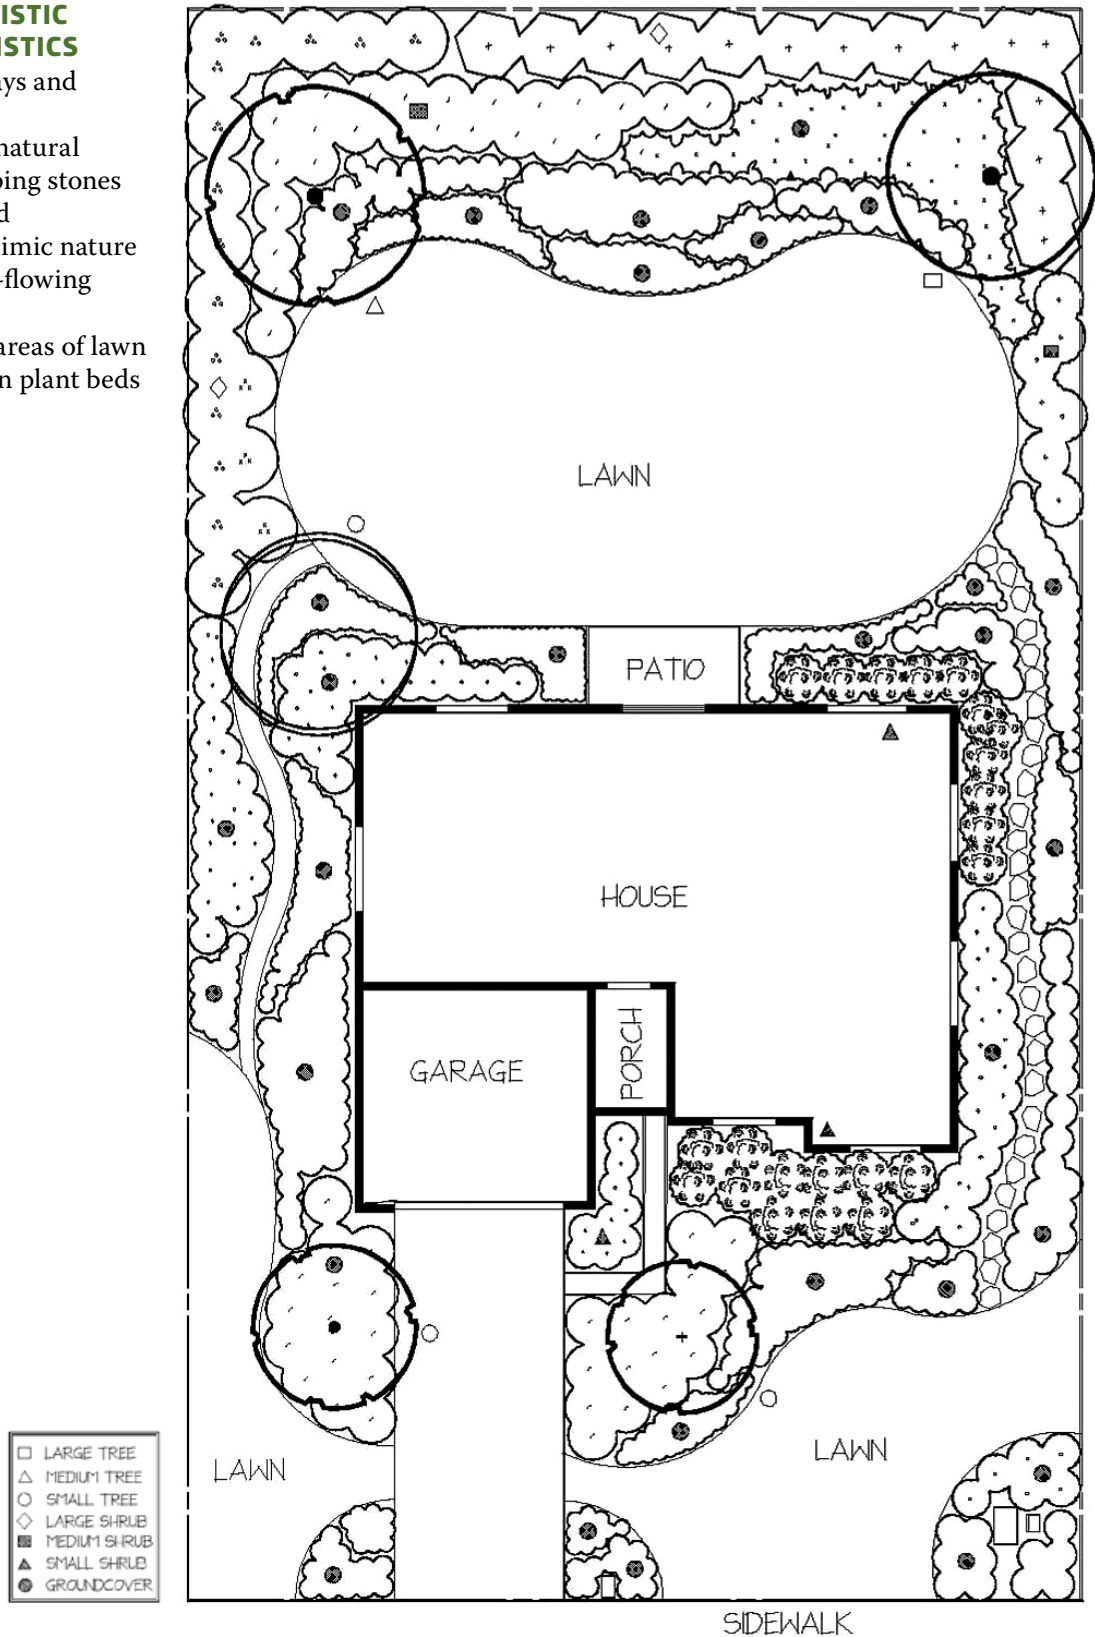 ISTIC
ISTICS
ys and
natural
ping stones
d
imic nature
-flowing
areas of lawn
n plant beds
LAWN
PATIO
HOUSE
GARAGE
PORCH
LAWN
LAWN
LARGE TREE
MEDIUM TREE
SMALL TREE
LARGE SHRUB
MEDIUM SHRUB
SMALL SHRUB
GROUNDCOVER
SIDEWALK